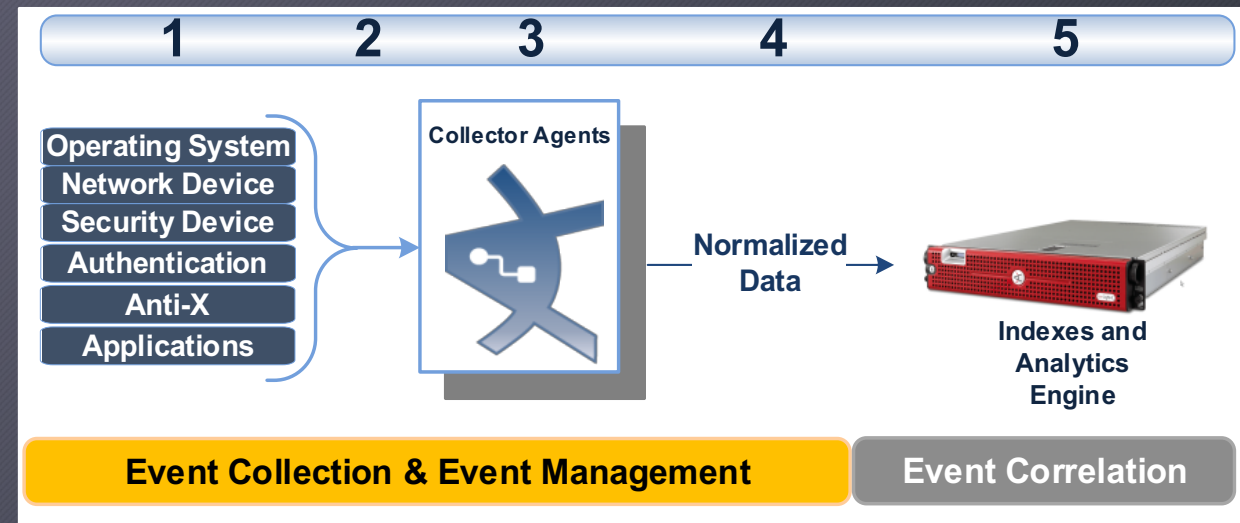 1 2 3 4 5
Operating System
Network Device
Security Device
Authentication
Anti-X
Applications
Collector Agents
Normalized
Data
Indexes and
Analytics
Engine
Event Collection & Event Management
Event Correlation